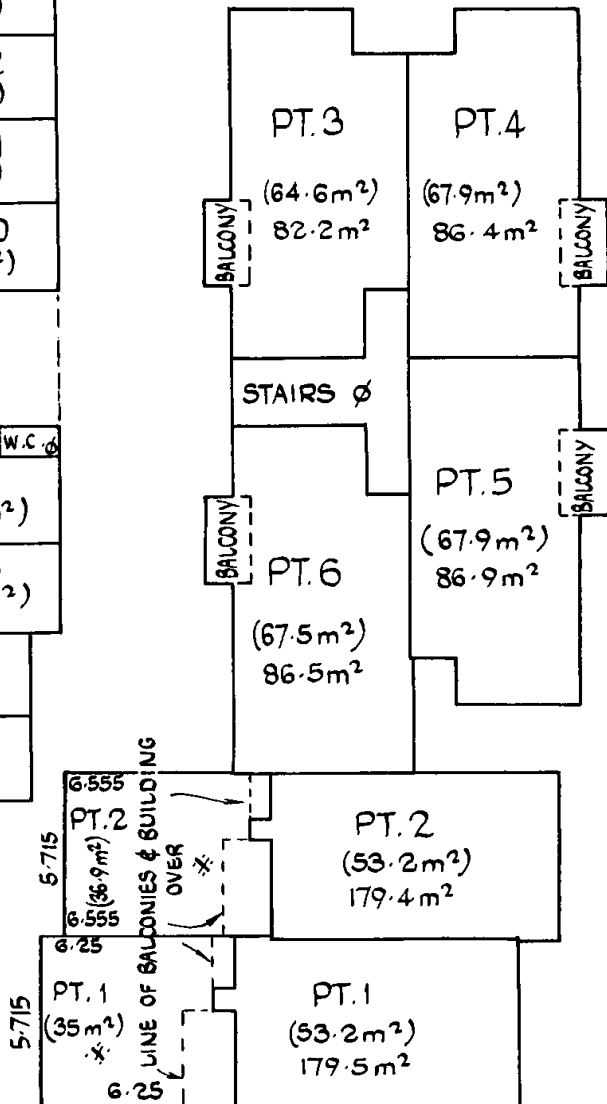 PT.3
(64.6m²)
82.2m²
BALCONY
PT.4
(67.9m²)
86.4m²
BALCONY
STAIRS ø
W.C. ø
PT.5
(67.9m²)
86.9m²
BALCONY
BALCONY
PT.6
(67.5m²)
86.5m²
6.555
PT.2
(36.9m²)
6.555
5.715
LINE OF BALCONIES & BUILDING
OVER
PT.2
(53.2m²)
179.4m²
6.25
PT.1
(35m²)
5.715
6.25
PT.1
(53.2m²)
179.5m²